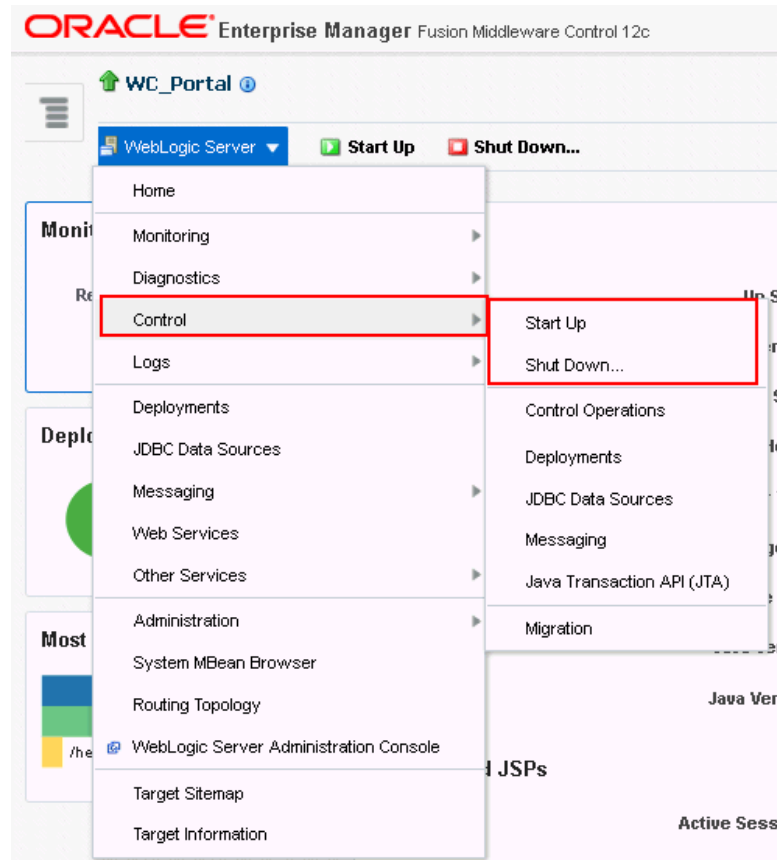 ORACLE Enterprise Manager Fusion Middleware Control 12c
WC_Portal
WebLogic Server
Start Up
Shut Down...
Home
Monitoring
Diagnostics
Control
Logs
Deployments
JDBC Data Sources
Messaging
Web Services
Other Services
Administration
System MBean Browser
Routing Topology
WebLogic Server Administration Console
Target Sitemap
Target Information
Start Up
Shut Down...
Control Operations
Deployments
JDBC Data Sources
Messaging
Java Transaction API (JTA)
Migration
Monit
Re
Up S
Deplo
Most
/he
Java Ver
JSPs
Active Sess